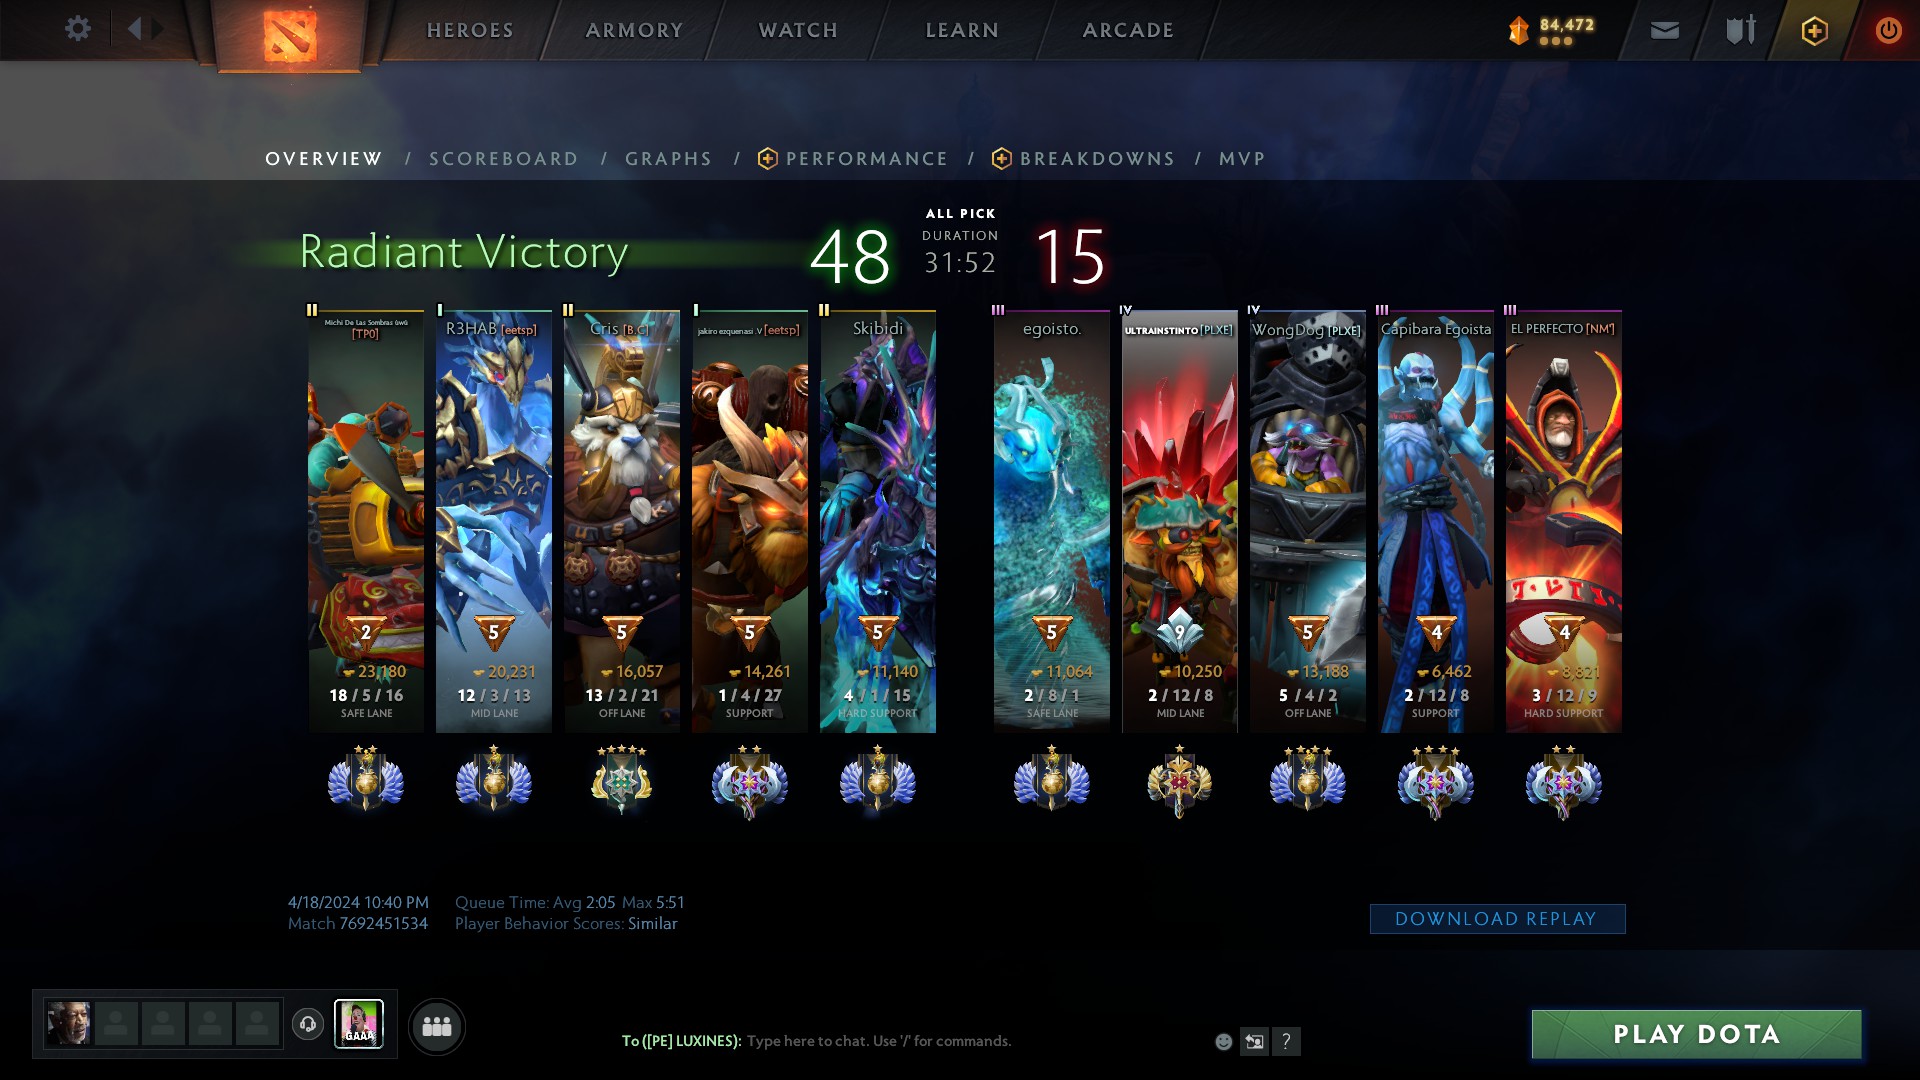 HEROES
ARMORY
WATCH
LEARN
ARCADE
84,472
OVERVIEW / SCOREBOARD / GRAPHS / PERFORMANCE / BREAKDOWNS / MVP
Radiant Victory
48
ALL PICK
DURATION
31:52
15
II
I
II
I
II
III
IV
IV
III
III
Michi De Las Sombras úwú [TPO]
R3HAB [eetsp]
Cris [B.C]
jakiro ezquenasi .v [eetsp]
Skibidi
egoisto.
ULTRAINSTINTO [PLXE]
WongDog [PLXE]
Capibara Egoista
EL PERFECTO [NM']
2
5
5
5
5
5
9
5
4
4
23,180
20,231
16,057
14,261
11,140
11,064
10,250
13,188
6,462
8,821
18 / 5 / 16
12 / 3 / 13
13 / 2 / 21
1 / 4 / 27
4 / 1 / 15
2 / 8 / 1
2 / 12 / 8
5 / 4 / 2
2 / 12 / 8
3 / 12 / 9
SAFE LANE
MID LANE
OFF LANE
SUPPORT
HARD SUPPORT
SAFE LANE
MID LANE
OFF LANE
SUPPORT
HARD SUPPORT
4/18/2024 10:40 PM
Queue Time: Avg 2:05 Max 5:51
Match 7692451534
Player Behavior Scores: Similar
DOWNLOAD REPLAY
GAAA
To ([PE] LUXINES): Type here to chat. Use '/' for commands.
?
PLAY DOTA